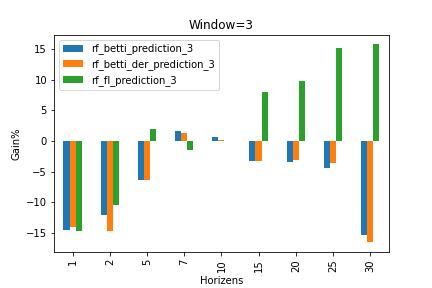 Window=3
rf_betti_prediction_3
rf_betti_der_prediction_3
rf_fl_prediction_3
15
10
5
0
−5
−10
−15
Gain%
1 2 5 7 10 15 20 25 30
Horizens